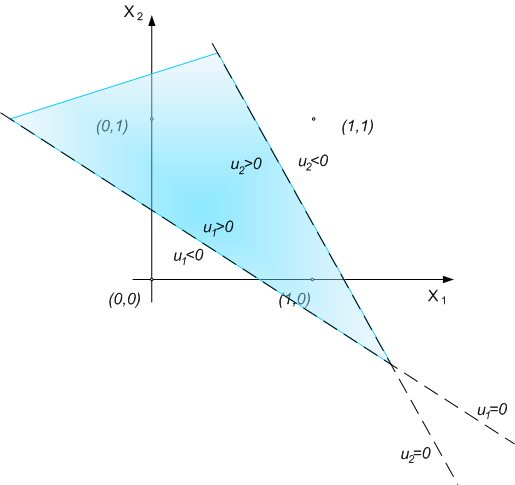 X₂
(0,1)
(1,1)
u₂>0
u₂<0
u₁>0
u₁<0
(0,0)
(1,0)
X₁
u₁=0
u₂=0